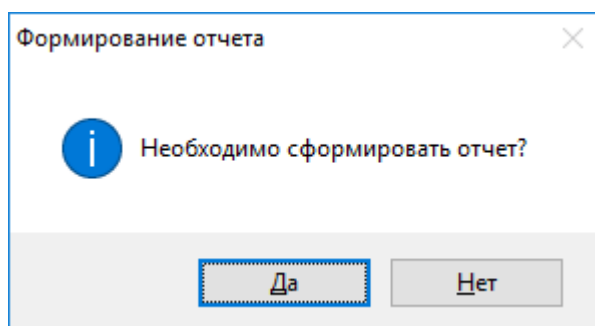 Формирование отчета
Необходимо сформировать отчет?
Да
Нет